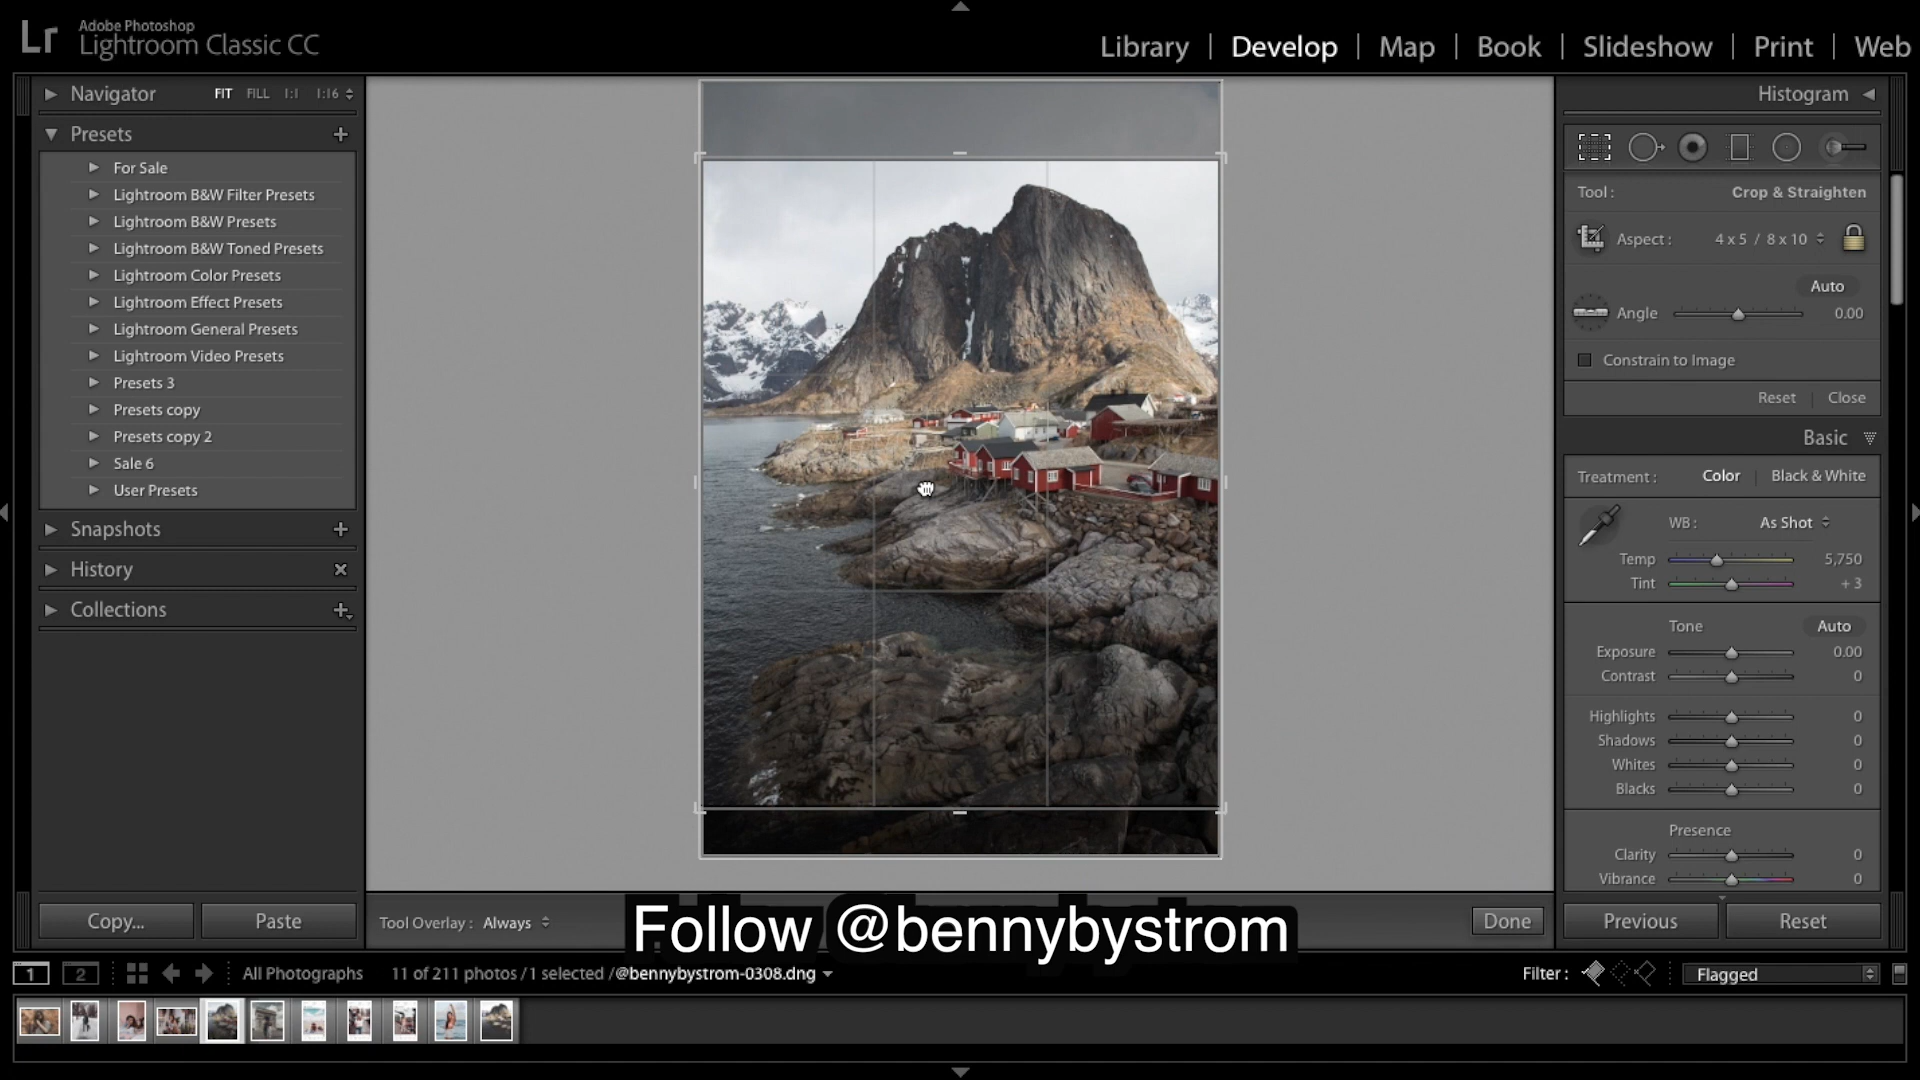 Lr
Adobe Photoshop
Lightroom Classic CC
Library | Develop | Map | Book | Slideshow | Print | Web
Navigator FIT FILL 1:1 1:16
Presets
For Sale
Lightroom B&W Filter Presets
Lightroom B&W Presets
Lightroom B&W Toned Presets
Lightroom Color Presets
Lightroom Effect Presets
Lightroom General Presets
Lightroom Video Presets
Presets 3
Presets copy
Presets copy 2
Sale 6
User Presets
Snapshots
History
Collections
Copy... Paste
Histogram
Tool : Crop & Straighten
Aspect : 4 x 5 / 8 x 10
Auto
Angle 0.00
Constrain to Image
Reset Close
Basic
Treatment : Color Black & White
WB : As Shot
Temp 5,750
Tint + 3
Tone Auto
Exposure 0.00
Contrast 0
Highlights 0
Shadows 0
Whites 0
Blacks 0
Presence
Clarity 0
Vibrance 0
Previous Reset
Tool Overlay : Always Done
Follow @bennybystrom
1 2 All Photographs 11 of 211 photos /1 selected /@bennybystrom-0308.dng Filter : Flagged